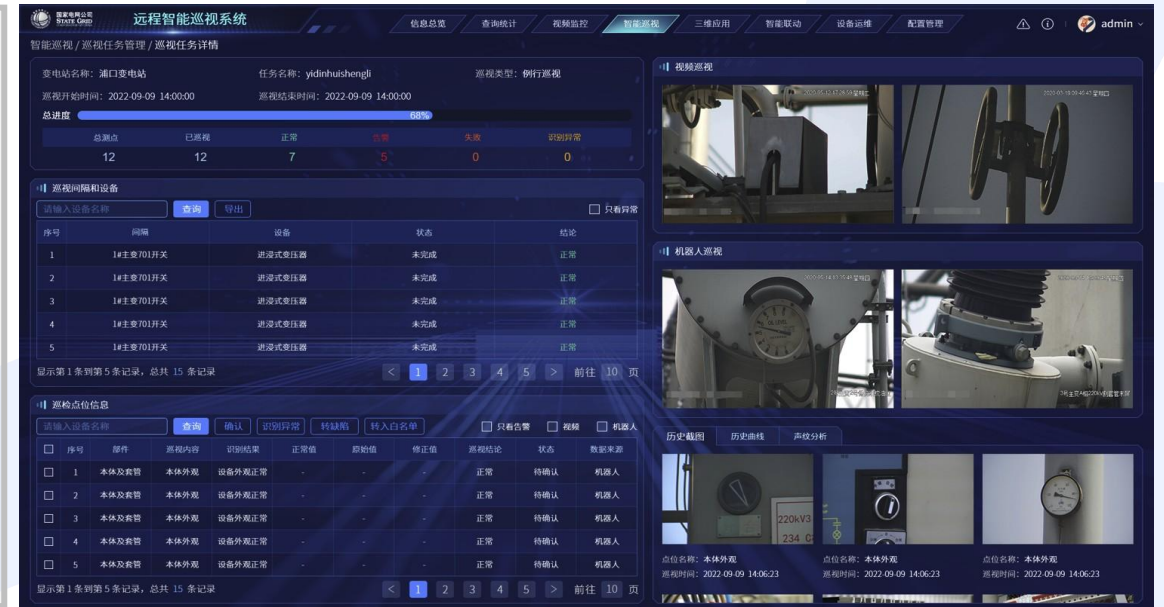 国家电网公司
STATE GRID
远程智能巡视系统
信息总览 查询统计 视频监控 智能巡视 三维应用 智能联动 设备运维 配置管理
admin
智能巡视 / 巡视任务管理 / 巡视任务详情
变电站名称: 浦口变电站 任务名称: yidinhuishengli 巡视类型: 例行巡视
巡视开始时间: 2022-09-09 14:00:00 巡视结束时间: 2022-09-09 14:00:00
总进度 68%
总测点 已巡视 正常 告警 失败 识别异常
12 12 7 5 0 0
巡视间隔和设备
请输入设备名称 查询 导出 只看异常
序号 间隔 设备 状态 结论
1 1#主变701开关 进浸式变压器 未完成 正常
2 1#主变701开关 进浸式变压器 未完成 正常
3 1#主变701开关 进浸式变压器 未完成 正常
4 1#主变701开关 进浸式变压器 未完成 正常
5 1#主变701开关 进浸式变压器 未完成 正常
显示第 1 条到第 5 条记录，总共 15 条记录 < 1 2 3 4 5 > 前往 10 页
巡检点位信息
请输入设备名称 查询 确认 识别异常 转缺陷 转入白名单 只看告警 视频 机器人
序号 部件 巡视内容 识别结果 正常值 原始值 修正值 巡视结论 状态 数据来源
1 本体及套管 本体外观 设备外观正常 - - - 正常 待确认 机器人
2 本体及套管 本体外观 设备外观正常 - - - 正常 待确认 机器人
3 本体及套管 本体外观 设备外观正常 - - - 正常 待确认 机器人
4 本体及套管 本体外观 设备外观正常 - - - 正常 待确认 机器人
5 本体及套管 本体外观 设备外观正常 - - - 正常 待确认 机器人
显示第 1 条到第 5 条记录，总共 15 条记录 < 1 2 3 4 5 > 前往 10 页
视频巡视
机器人巡视
OIL LEVEL
历史截图 历史曲线 声纹分析
220kV3
234
点位名称: 本体外观 点位名称: 本体外观 点位名称: 本体外观
巡视时间: 2022-09-09 14:06:23 巡视时间: 2022-09-09 14:06:23 巡视时间: 2022-09-09 14:06:23